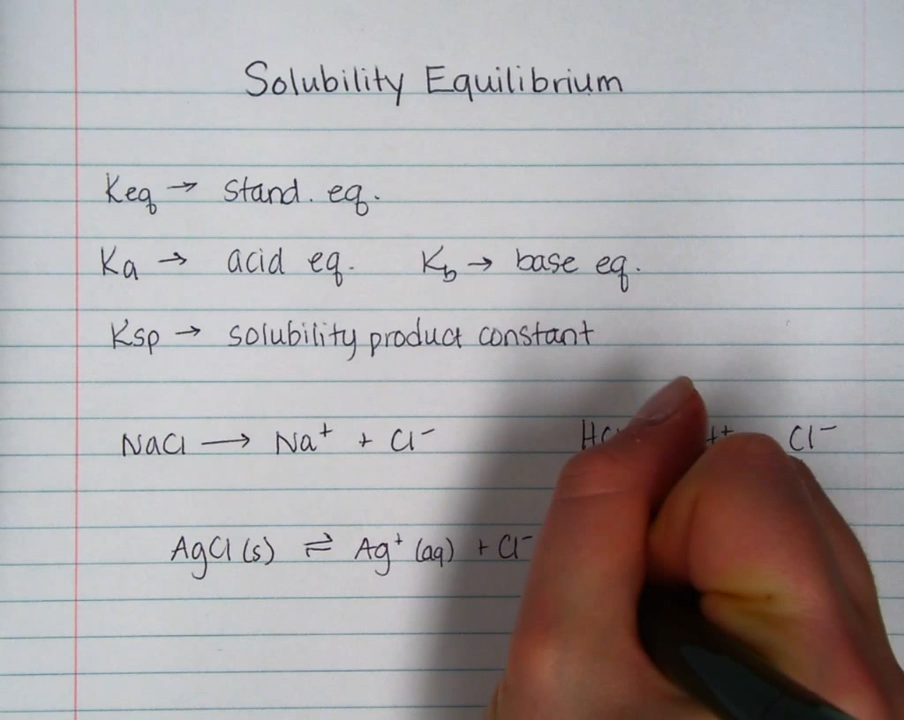 Solubility Equilibrium
Keq → stand. eq.
Ka → acid eq. Kb → base eq.
Ksp → solubility product constant
NaCl → Na⁺ + Cl⁻ Cl⁻
AgCl (s) ⇌ Ag⁺ (aq) + Cl⁻